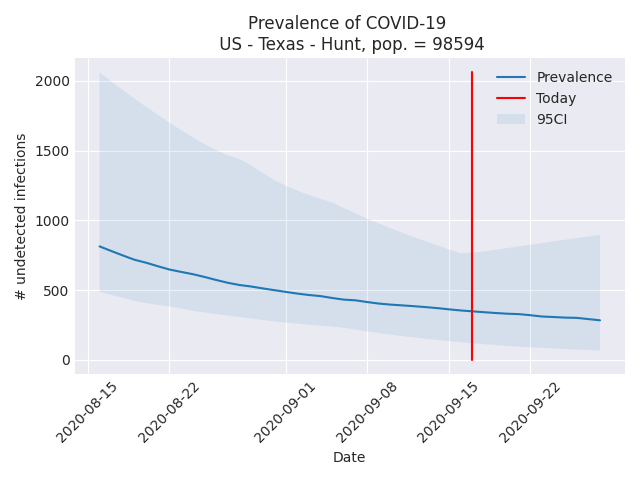 Prevalence of COVID-19
US - Texas - Hunt, pop. = 98594
Prevalence
Today
95CI
2000
1500
1000
500
0
# undetected infections
2020-08-15
2020-08-22
2020-09-01
2020-09-08
2020-09-15
2020-09-22
Date